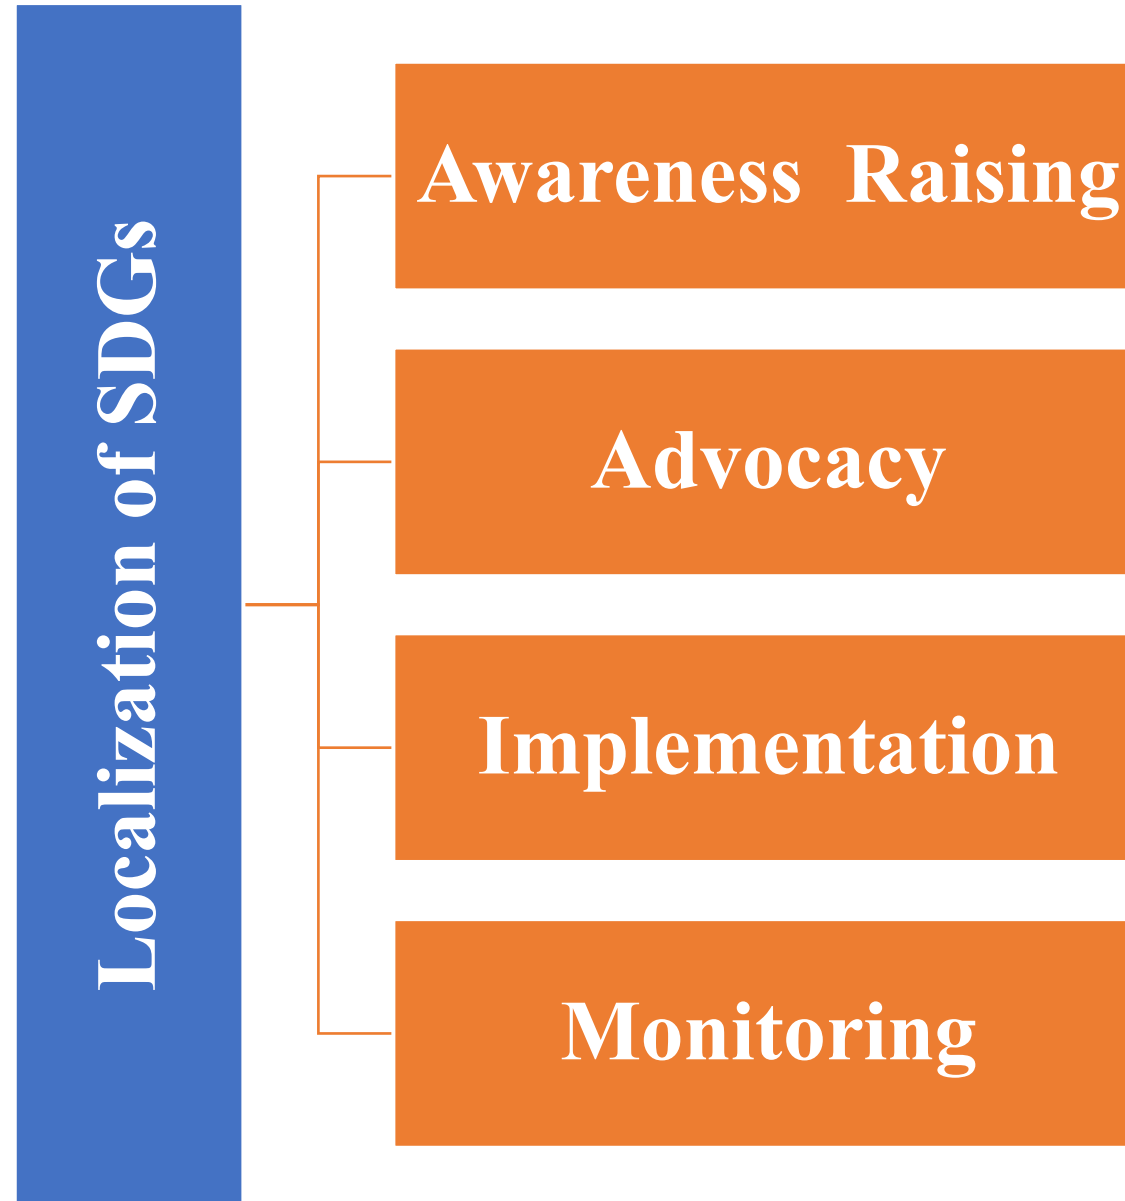 Localization of SDGs
Awareness Raising
Advocacy
Implementation
Monitoring